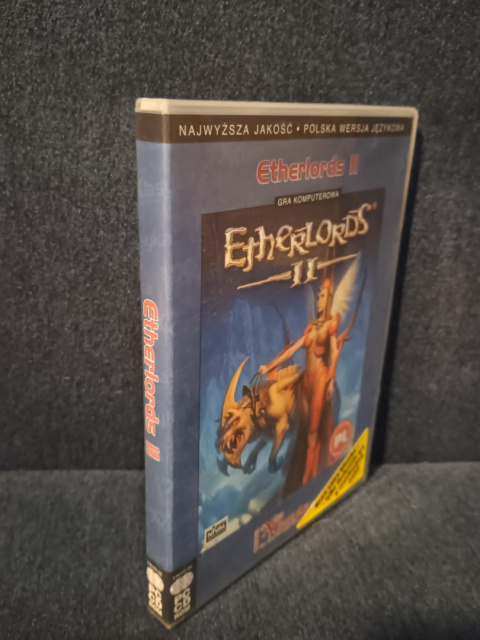 NAJWYŻSZA JAKOŚĆ • POLSKA WERSJA JĘZYKOWA
Etherlords II
GRA KOMPUTEROWA
ETHERLORDS
II
PL
Etherlords II